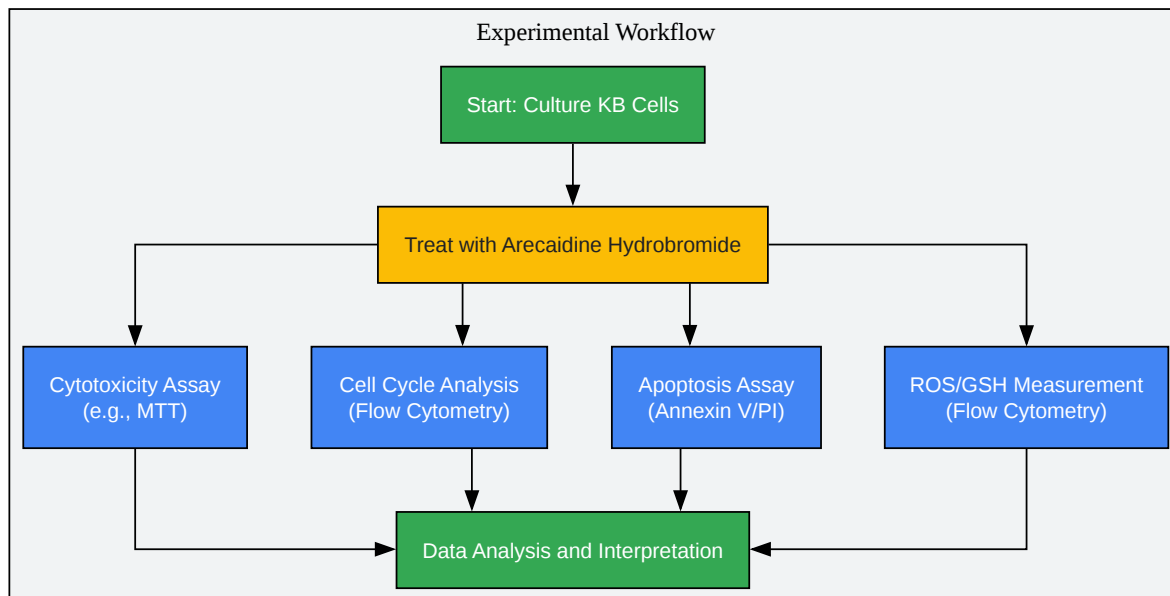 Experimental Workflow
Start: Culture KB Cells
Treat with Arecaidine Hydrobromide
Cytotoxicity Assay
(e.g., MTT)
Cell Cycle Analysis
(Flow Cytometry)
Apoptosis Assay
(Annexin V/PI)
ROS/GSH Measurement
(Flow Cytometry)
Data Analysis and Interpretation